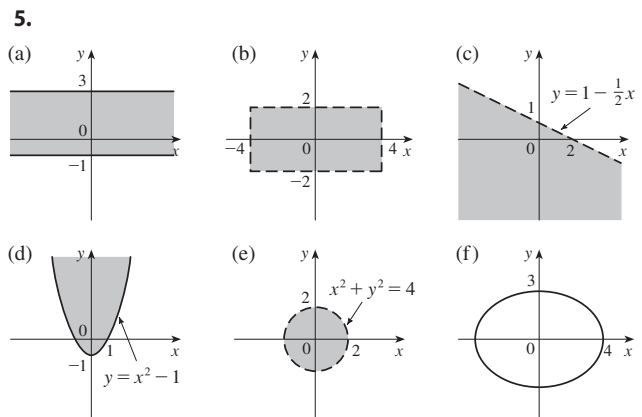 5.
(a) (b) (c)
y 3 0 x −1
y 2 −4 0 4 x −2
y 1 y = 1 − ½x 0 2 x
(d) (e) (f)
y 0 1 x −1 y = x² − 1
y 2 x² + y² = 4 0 2 x
y 3 0 4 x